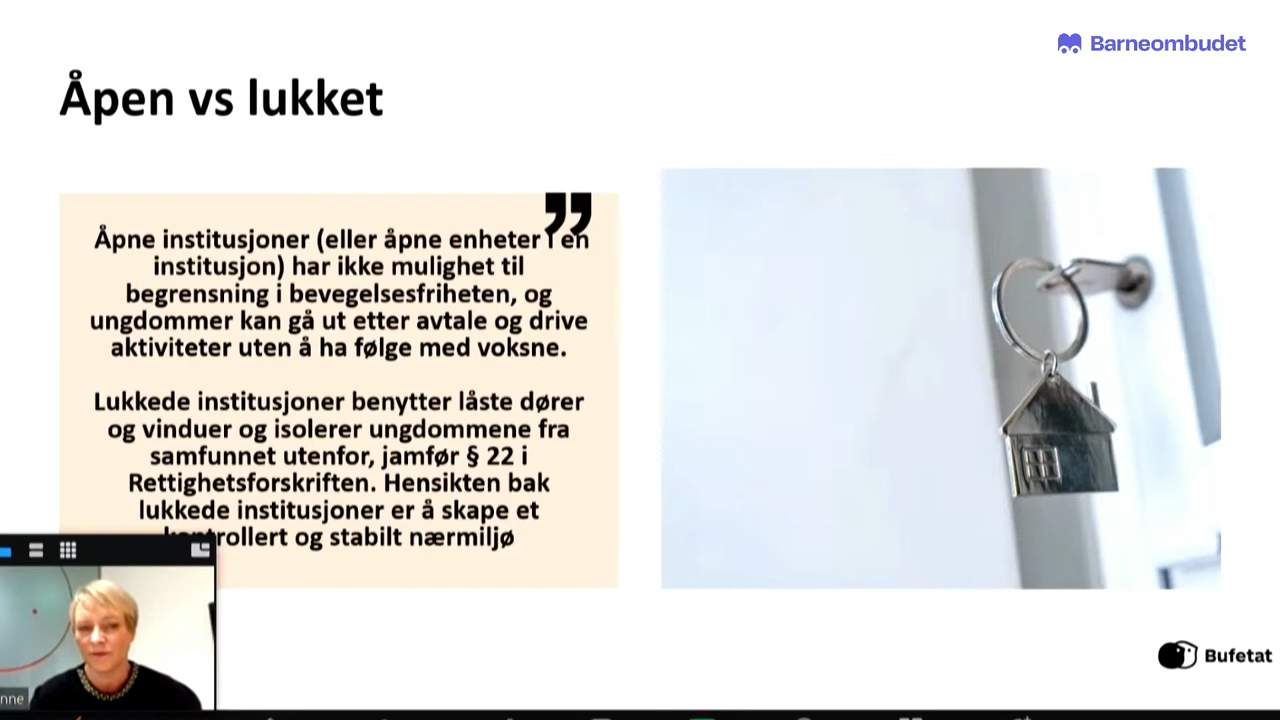 Barneombudet
Åpen vs lukket
Åpne institusjoner (eller åpne enheter i en
institusjon) har ikke mulighet til
begrensning i bevegelsesfriheten, og
ungdommer kan gå ut etter avtale og drive
aktiviteter uten å ha følge med voksne.
Lukkede institusjoner benytter låste dører
og vinduer og isolerer ungdommene fra
samfunnet utenfor, jamfør § 22 i
Rettighetsforskriften. Hensikten bak
lukkede institusjoner er å skape et
kontrollert og stabilt nærmiljø
Bufetat